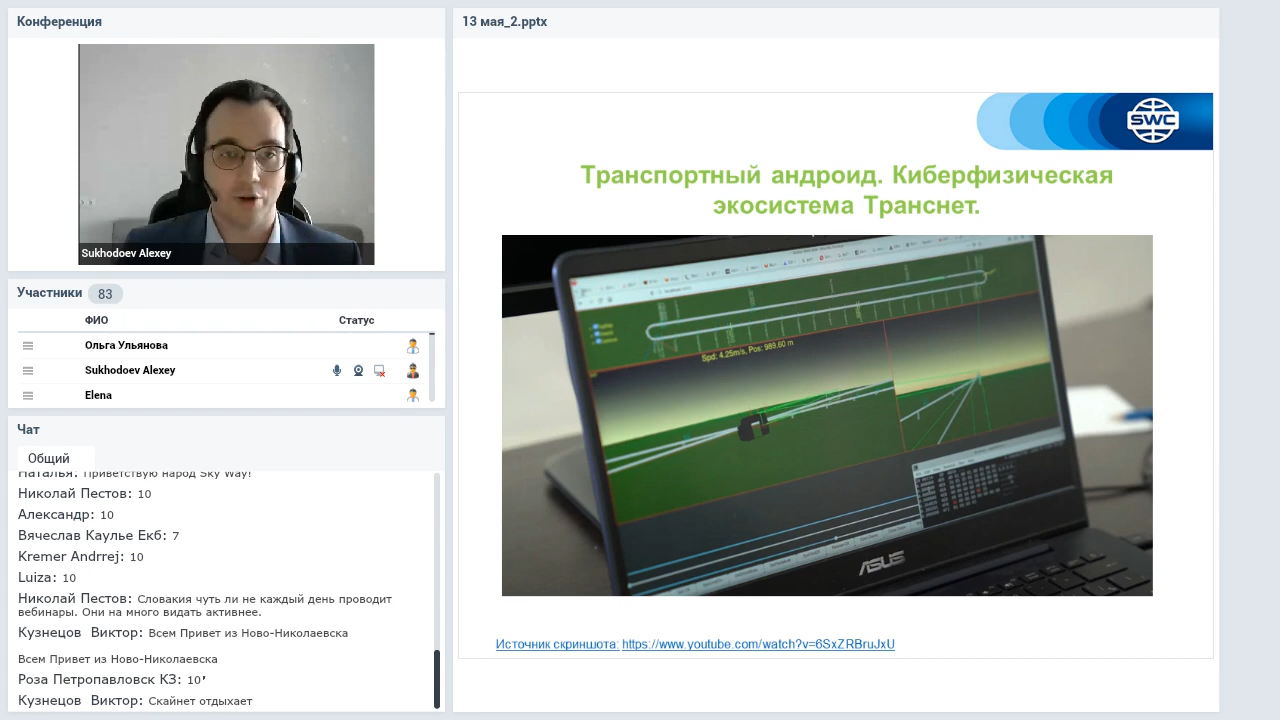 Конференция
Sukhodoev Alexey
Участники 83
ФИО Статус
Ольга Ульянова
Sukhodoev Alexey
Elena
Чат
Общий
Наталья: Приветствую народ Sky Way!
Николай Пестов: 10
Александр: 10
Вячеслав Каулье Екб: 7
Kremer Andrrej: 10
Luiza: 10
Николай Пестов: Словакия чуть ли не каждый день проводит
вебинары. Они на много видать активнее.
Кузнецов Виктор: Всем Привет из Ново-Николаевска
Всем Привет из Ново-Николаевска
Роза Петропавловск КЗ: 10❜
Кузнецов Виктор: Скайнет отдыхает
13 мая_2.pptx
SWC
Транспортный андроид. Киберфизическая
экосистема Транснет.
Spd: 4.25m/s, Pos: 989.60 m
ASUS
Источник скриншота: https://www.youtube.com/watch?v=6SxZRBruJxU